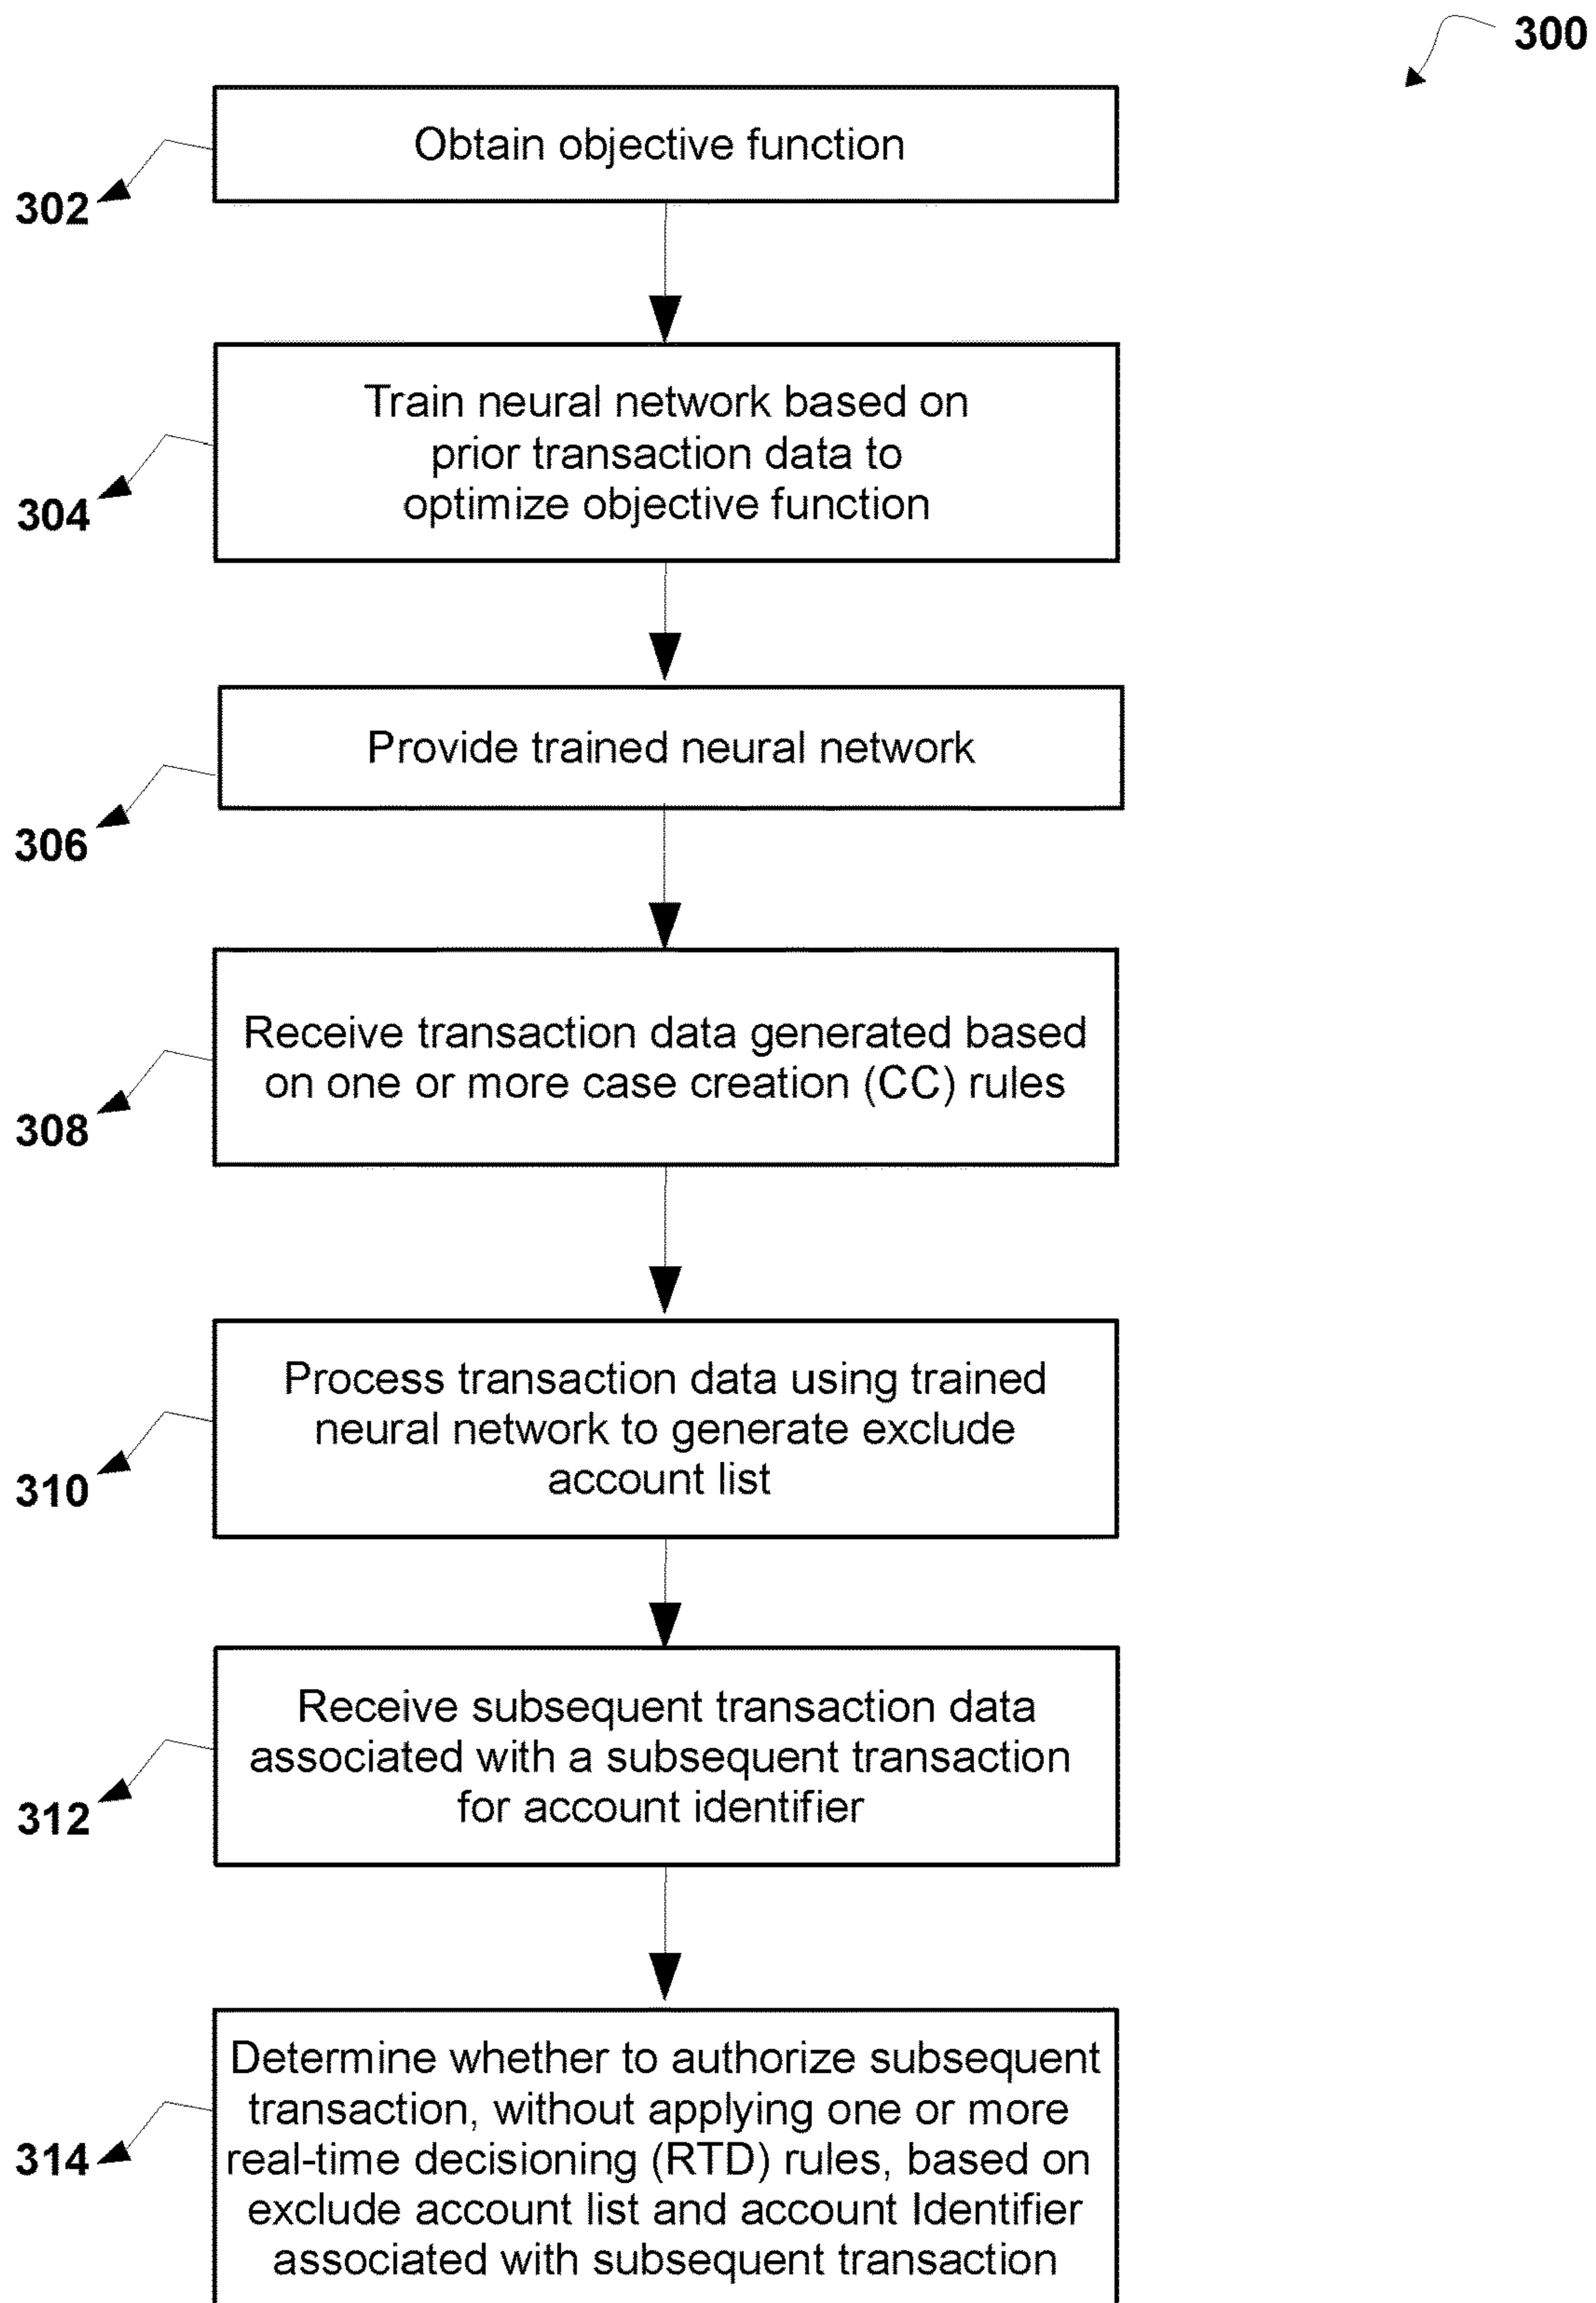 300
Obtain objective function
302
Train neural network based on
prior transaction data to
optimize objective function
304
Provide trained neural network
306
Receive transaction data generated based
on one or more case creation (CC) rules
308
Process transaction data using trained
neural network to generate exclude
account list
310
Receive subsequent transaction data
associated with a subsequent transaction
for account identifier
312
Determine whether to authorize subsequent
transaction, without applying one or more
real-time decisioning (RTD) rules, based on
exclude account list and account Identifier
associated with subsequent transaction
314